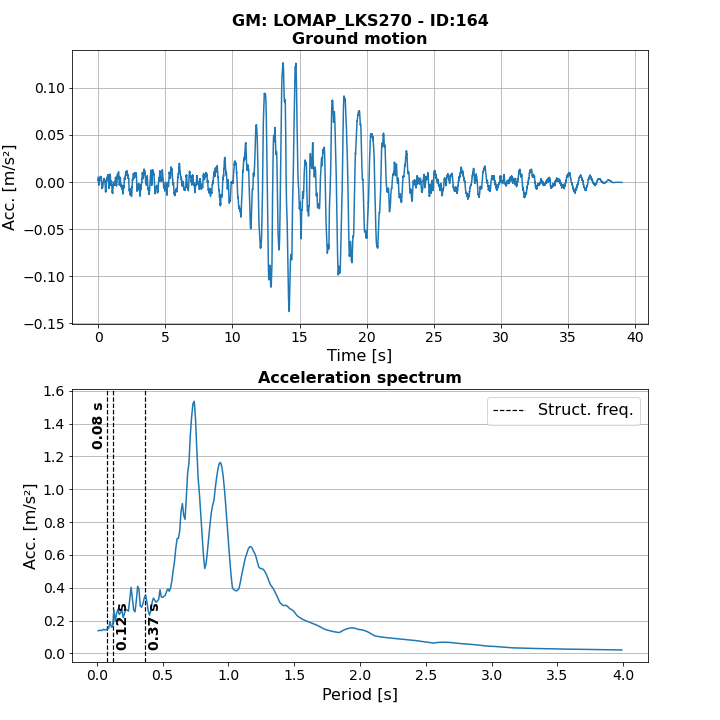 GM: LOMAP_LKS270 - ID:164
Ground motion
Acc. [m/s²]
0.10
0.05
0.00
−0.05
−0.10
−0.15
0 5 10 15 20 25 30 35 40
Time [s]
Acceleration spectrum
Acc. [m/s²]
1.6
1.4
1.2
1.0
0.8
0.6
0.4
0.2
0.0
0.08 s
0.12 s
0.37 s
Struct. freq.
0.0 0.5 1.0 1.5 2.0 2.5 3.0 3.5 4.0
Period [s]